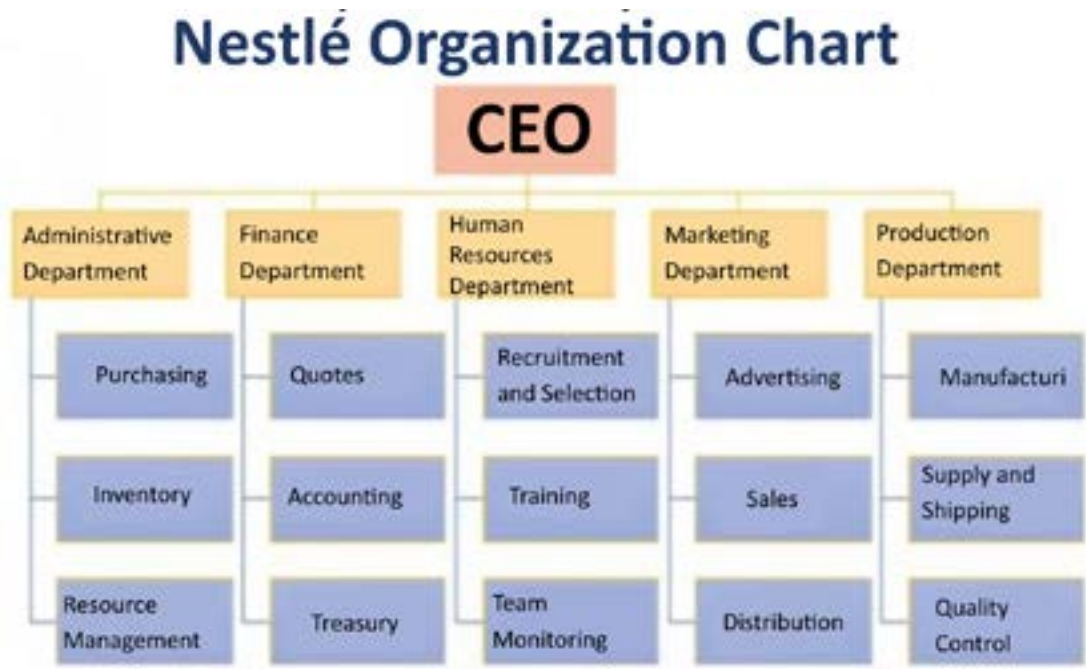 Nestlé Organization Chart
CEO
Administrative
Department
Finance
Department
Human
Resources
Department
Marketing
Department
Production
Department
Purchasing
Quotes
Recruitment
and Selection
Advertising
Manufacturi
Inventory
Accounting
Training
Sales
Supply and
Shipping
Resource
Management
Treasury
Team
Monitoring
Distribution
Quality
Control